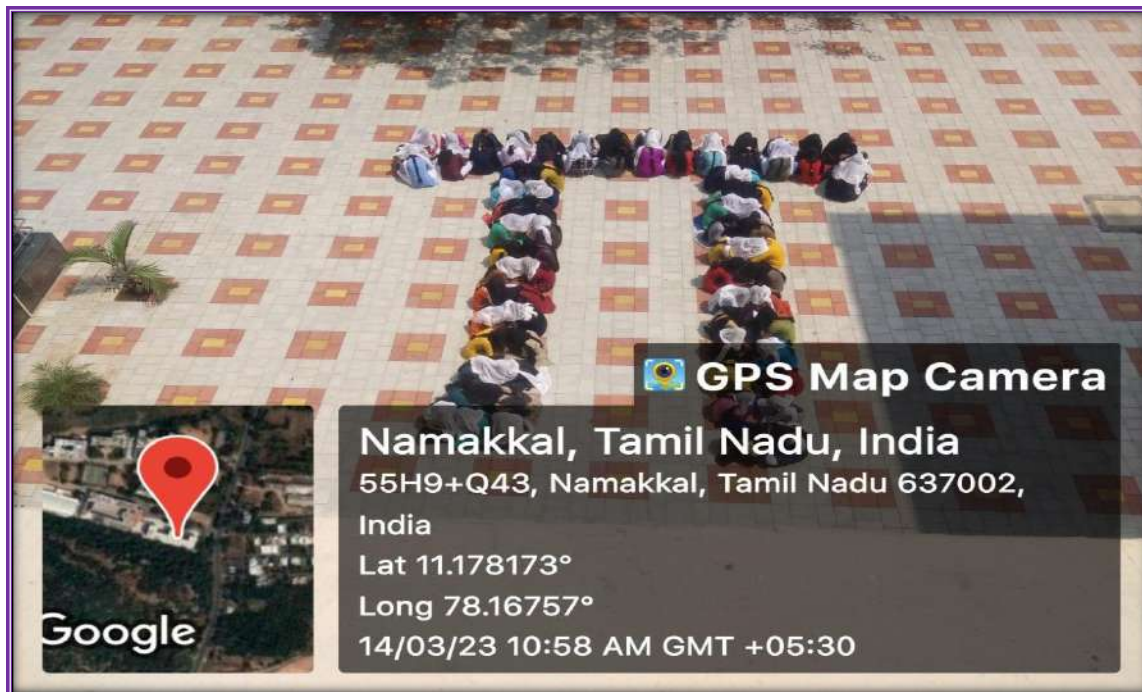 GPS Map Camera
Namakkal, Tamil Nadu, India
55H9+Q43, Namakkal, Tamil Nadu 637002,
India
Lat 11.178173°
Long 78.16757°
14/03/23 10:58 AM GMT +05:30
Google